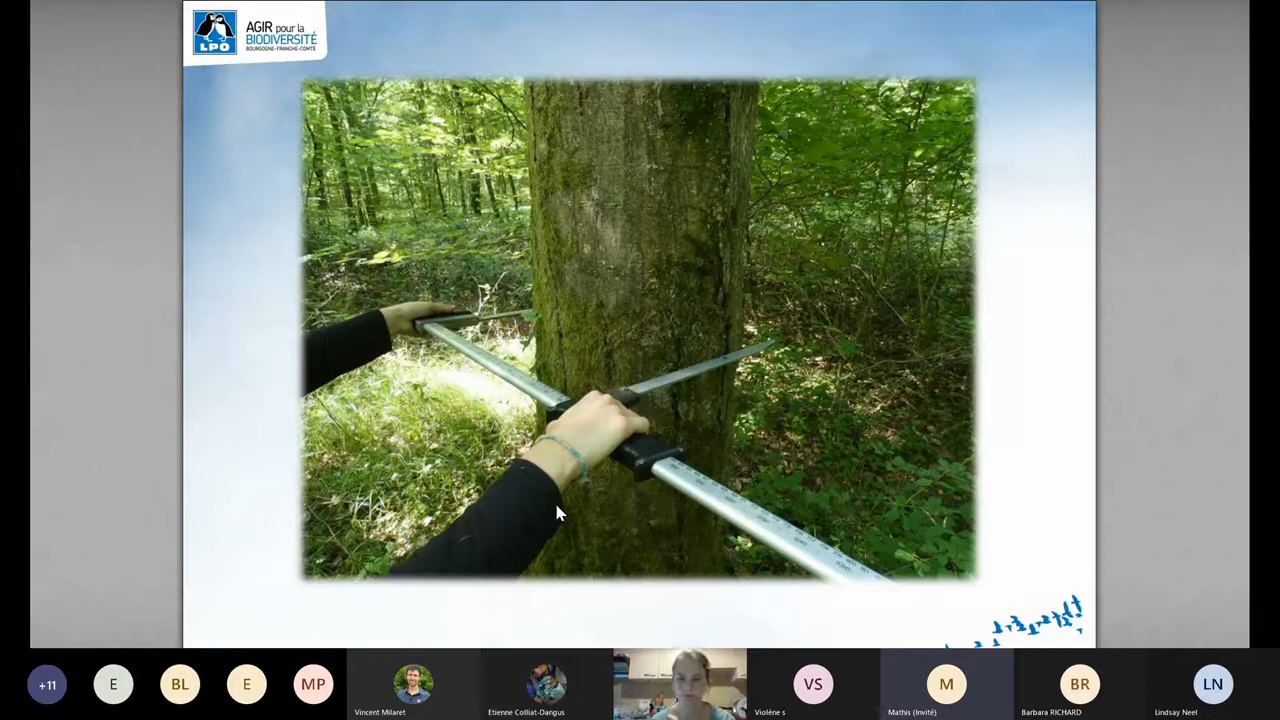 AGIR pour la
BIODIVERSITÉ
BOURGOGNE-FRANCHE-COMTÉ
LPO
+11
E
BL
E
MP
VS
M
BR
LN
Vincent Milaret
Etienne Colliat-Dangus
Violène s
Mathis (Invité)
Barbara RICHARD
Lindsay Neel